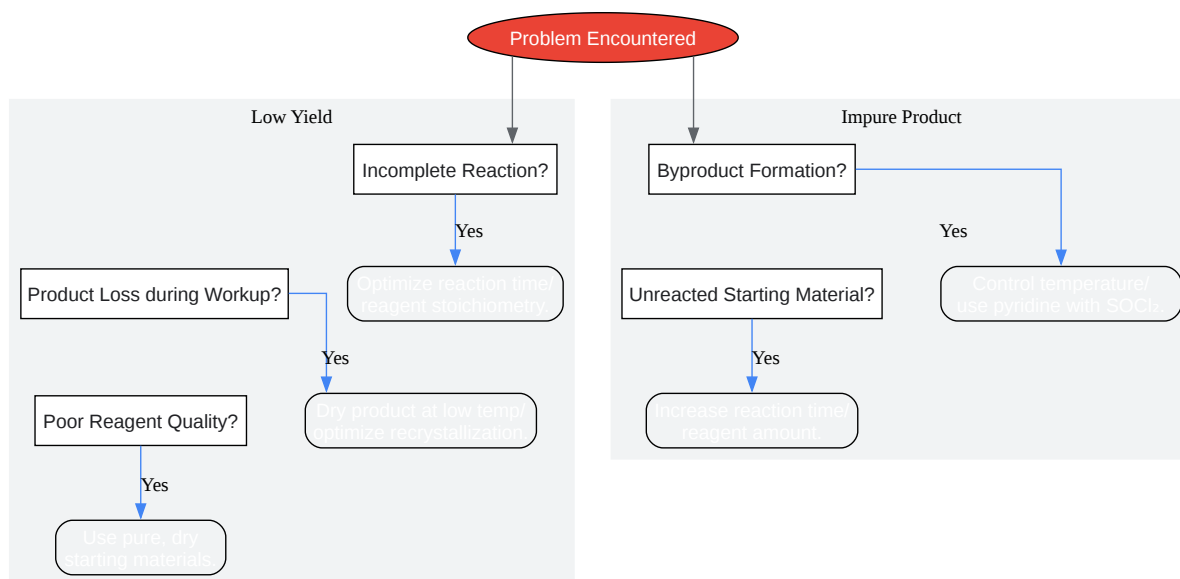 Problem Encountered
Low Yield
Incomplete Reaction?
Yes
Optimize reaction time/
reagent stoichiometry.
Product Loss during Workup?
Yes
Dry product at low temp/
optimize recrystallization.
Poor Reagent Quality?
Yes
Use pure, dry
starting materials.
Impure Product
Byproduct Formation?
Yes
Control temperature/
use pyridine with SOCl₂.
Unreacted Starting Material?
Yes
Increase reaction time/
reagent amount.